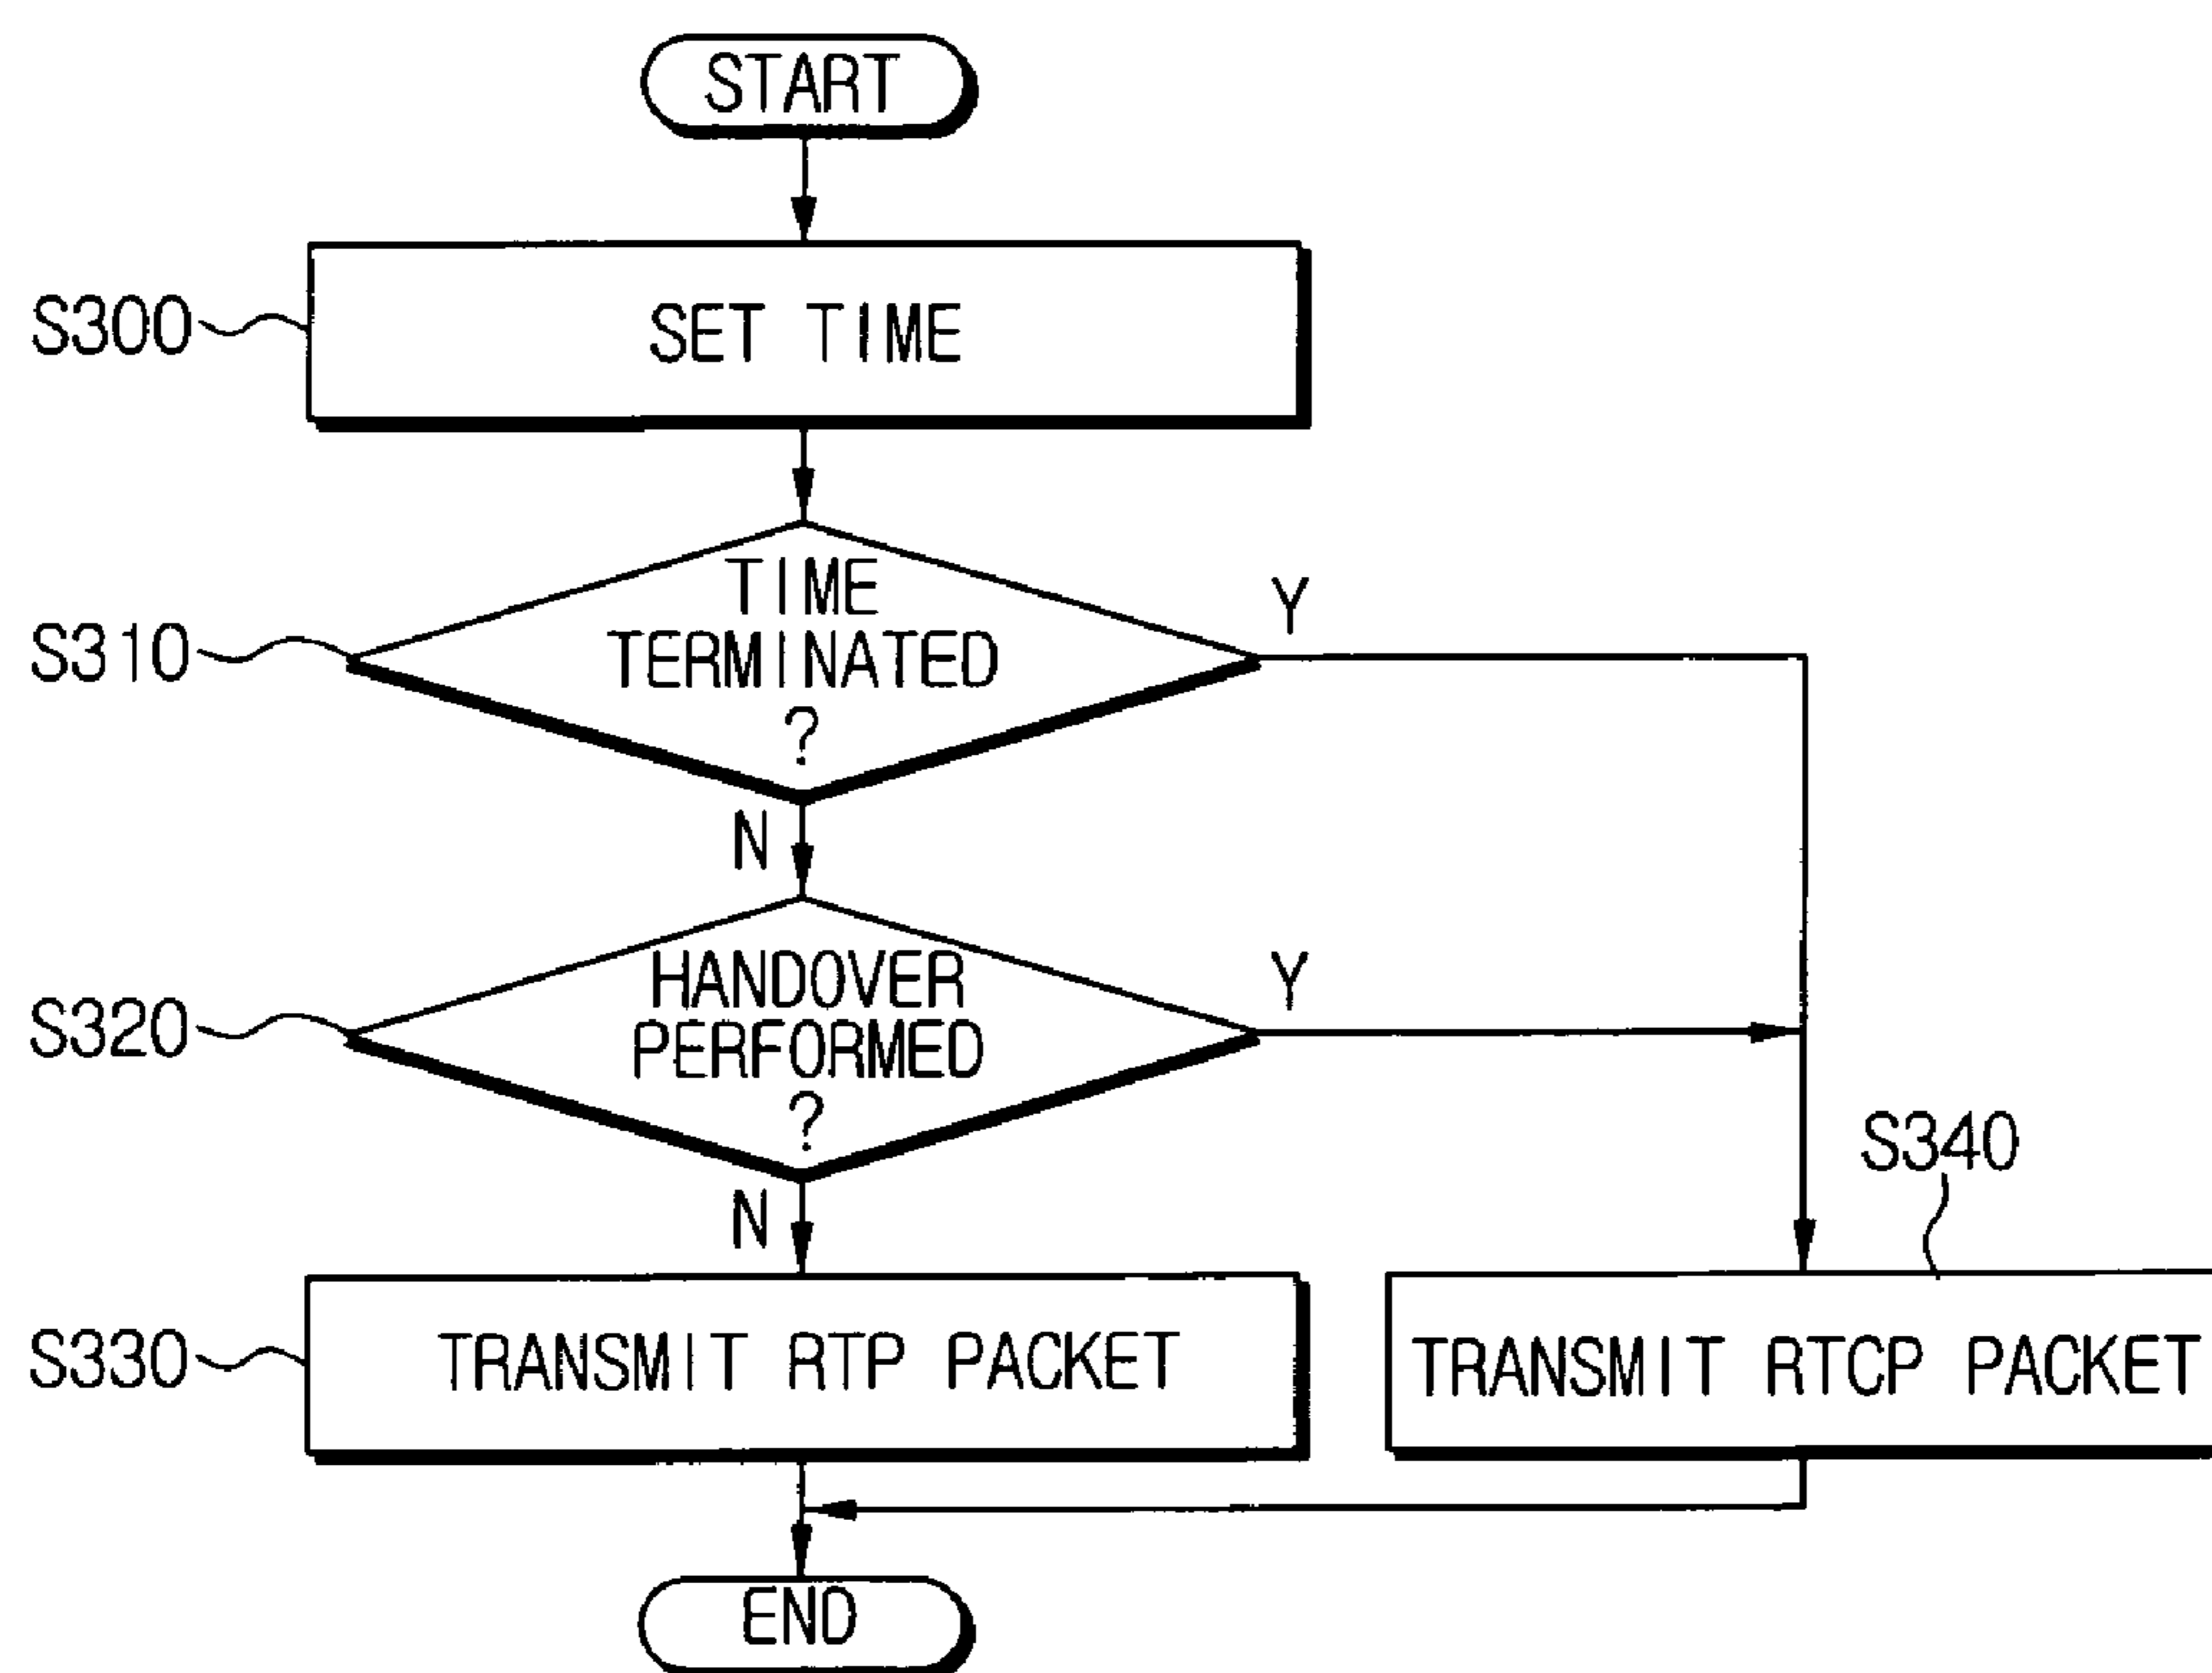 START
S300
SET TIME
S310
TIME
TERMINATED
?
Y
N
S320
HANDOVER
PERFORMED
?
Y
N
S340
S330
TRANSMIT RTP PACKET
TRANSMIT RTCP PACKET
END